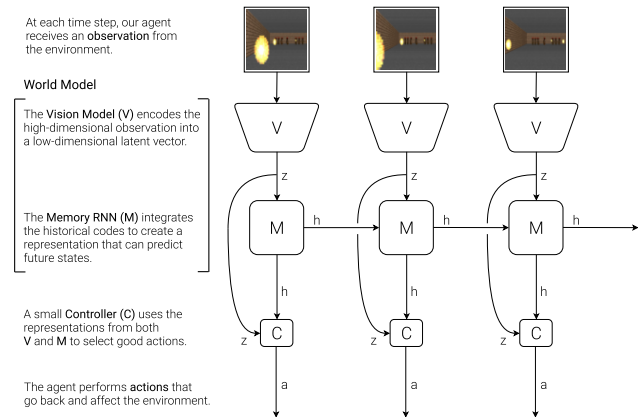 At each time step, our agent
receives an observation from
the environment.
World Model
The Vision Model (V) encodes the
high-dimensional observation into
a low-dimensional latent vector.
V V V
z z z
The Memory RNN (M) integrates
the historical codes to create a
representation that can predict
future states.
M h M h M h
h h h
A small Controller (C) uses the
representations from both
V and M to select good actions.
C C C
z z z
The agent performs actions that
go back and affect the environment.
a a a